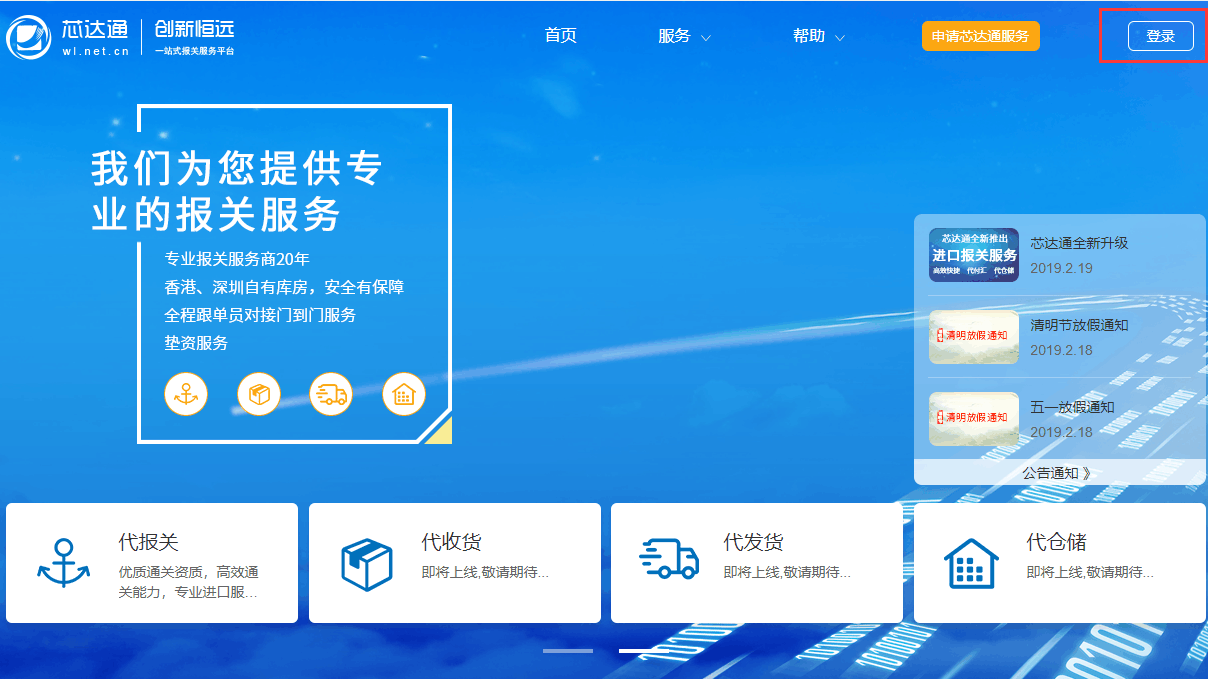 芯达通
wl.net.cn
创新恒远
一站式报关服务平台
首页
服务
帮助
申请芯达通服务
登录
我们为您提供专
业的报关服务
专业报关服务商20年
香港、深圳自有库房，安全有保障
全程跟单员对接门到门服务
垫资服务
芯达通全新推出
进口报关服务
高效快捷 代付汇 代仓储
芯达通全新升级
2019.2.19
清明放假通知
清明节放假通知
2019.2.18
清明放假通知
五一放假通知
2019.2.18
公告通知 》
代报关
优质通关资质，高效通
关能力，专业进口服...
代收货
即将上线,敬请期待...
代发货
即将上线,敬请期待...
代仓储
即将上线,敬请期待...